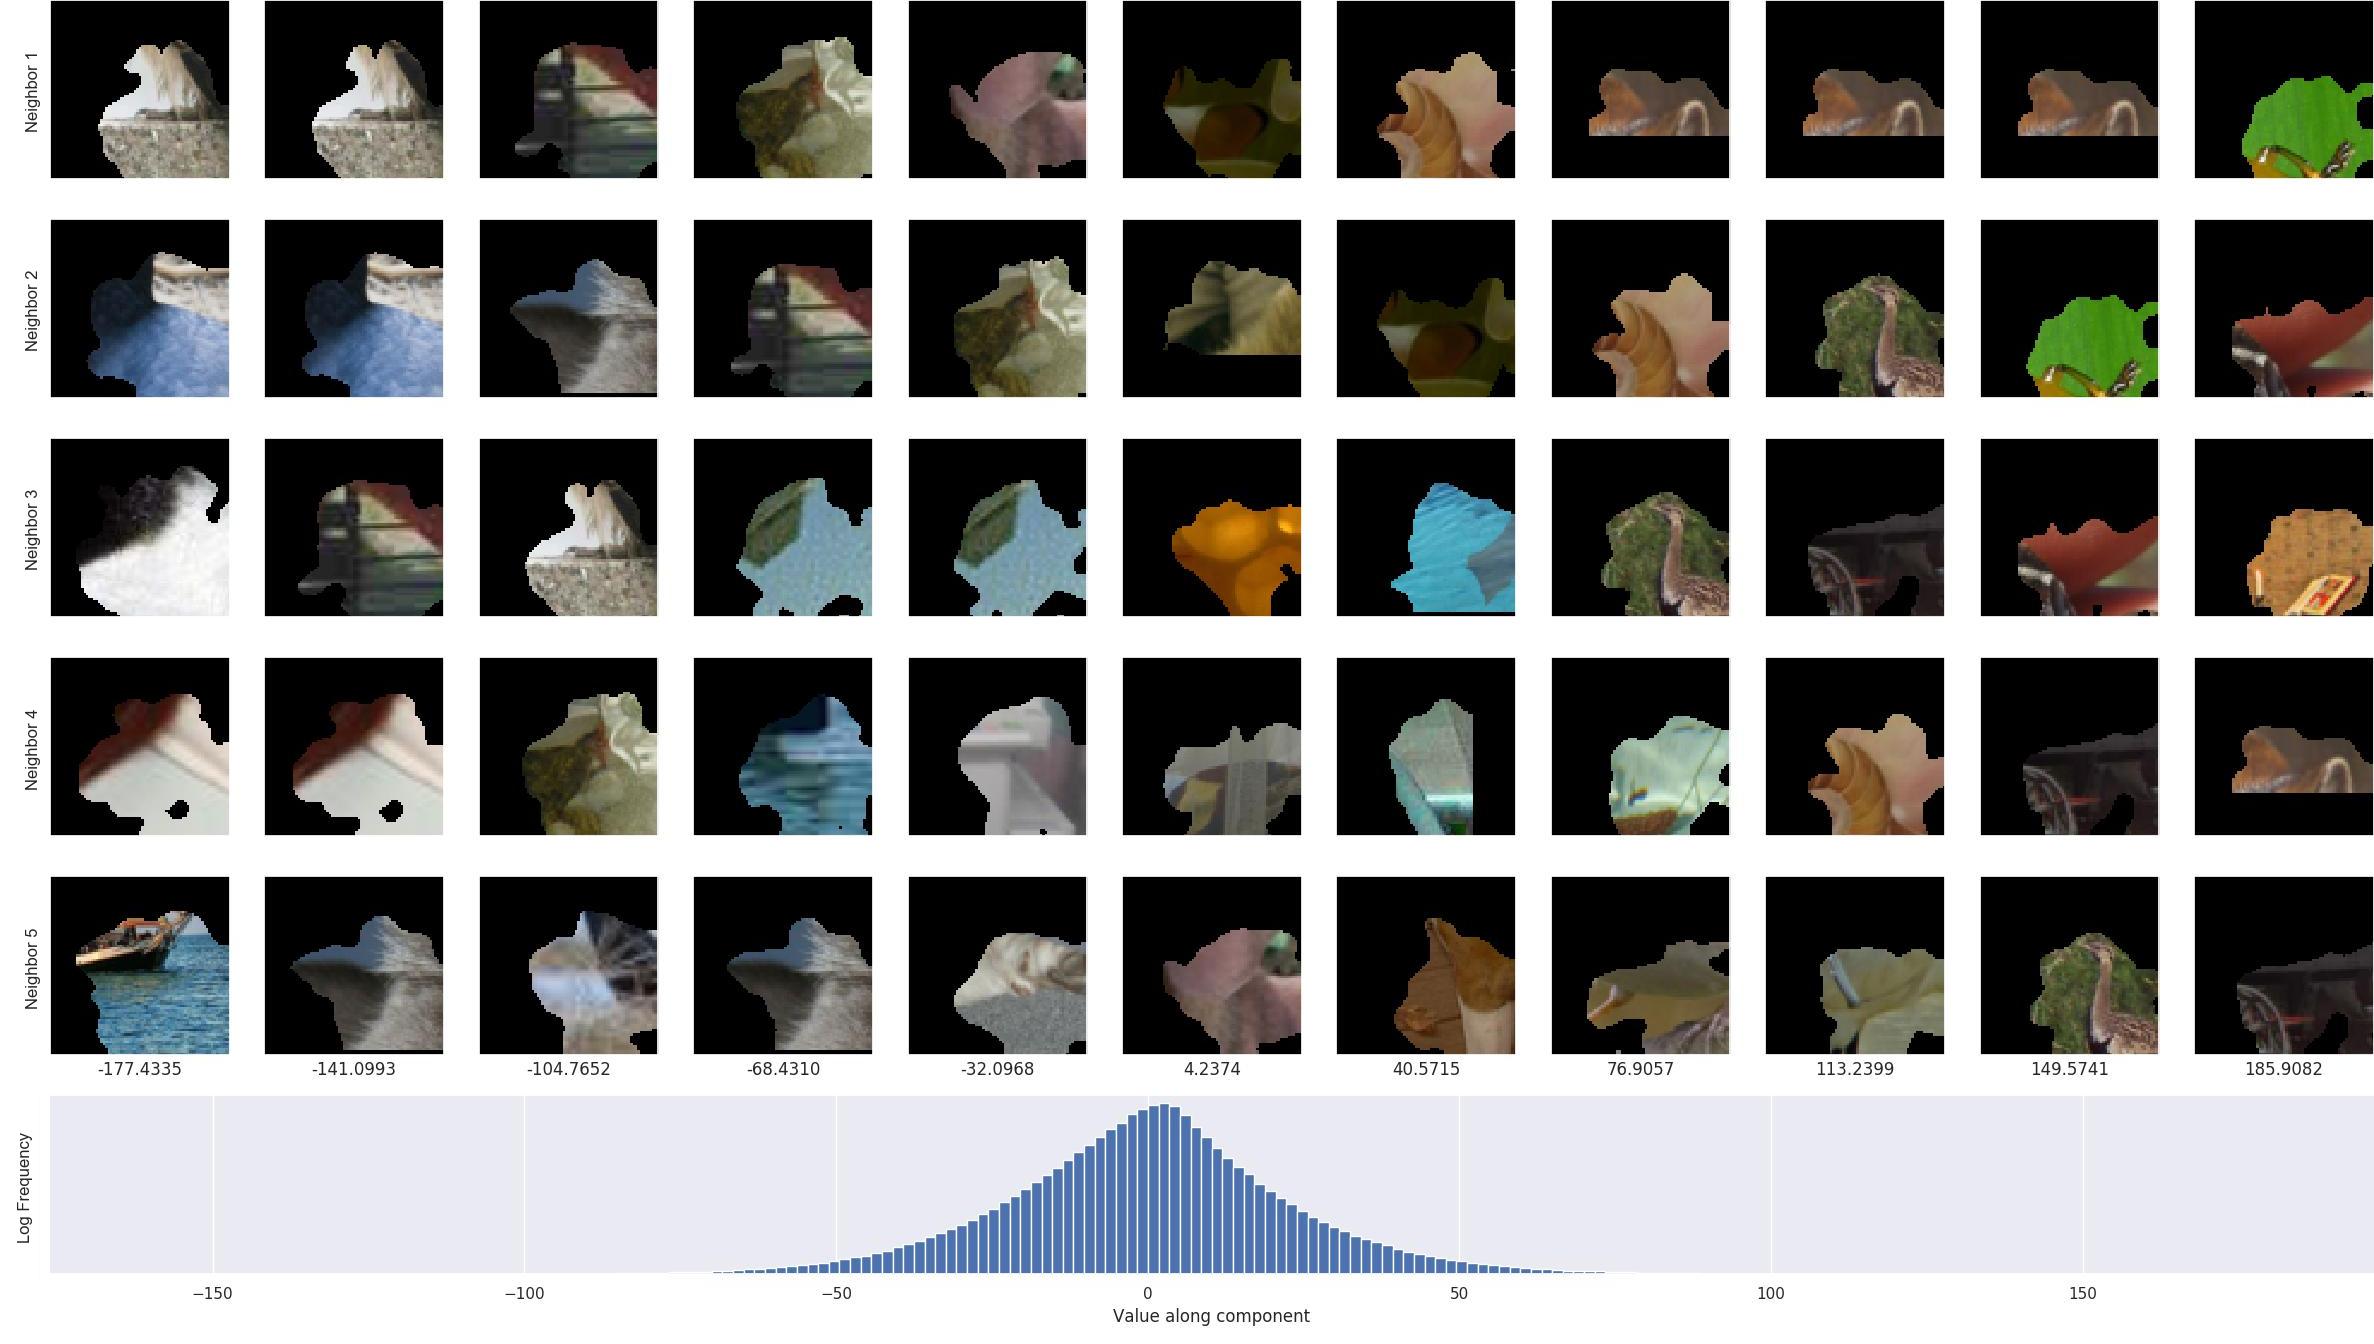 Neighbor 1
Neighbor 2
Neighbor 3
Neighbor 4
Neighbor 5
-177.4335 -141.0993 -104.7652 -68.4310 -32.0968 4.2374 40.5715 76.9057 113.2399 149.5741 185.9082
Log Frequency
−150 −100 −50 0 50 100 150
Value along component